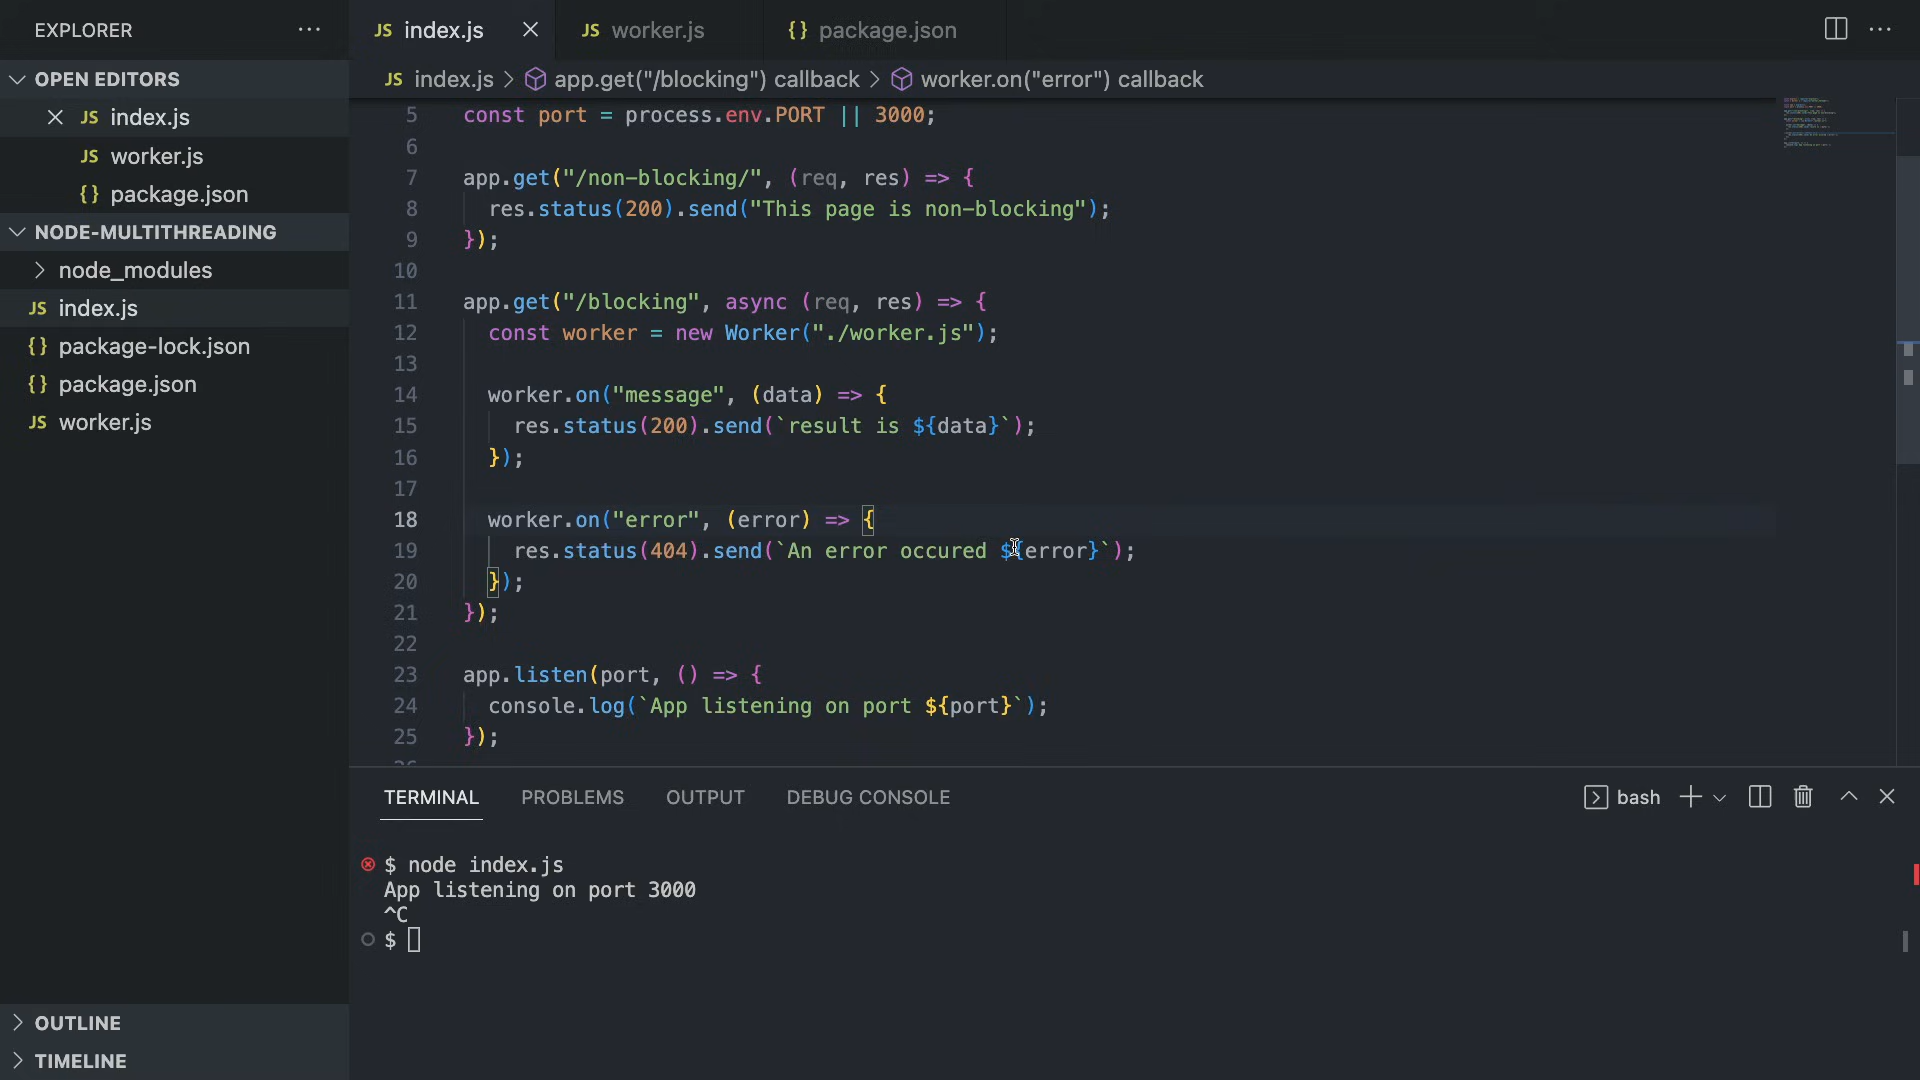 EXPLORER
OPEN EDITORS
JS index.js
JS worker.js
{} package.json
NODE-MULTITHREADING
node_modules
JS index.js
{} package-lock.json
{} package.json
JS worker.js
OUTLINE
TIMELINE
JS index.js
JS worker.js
{} package.json
JS index.js > app.get("/blocking") callback > worker.on("error") callback
5 const port = process.env.PORT || 3000;
6
7 app.get("/non-blocking/", (req, res) => {
8 res.status(200).send("This page is non-blocking");
9 });
10
11 app.get("/blocking", async (req, res) => {
12 const worker = new Worker("./worker.js");
13
14 worker.on("message", (data) => {
15 res.status(200).send(`result is ${data}`);
16 });
17
18 worker.on("error", (error) => {
19 res.status(404).send(`An error occured ${error}`);
20 });
21 });
22
23 app.listen(port, () => {
24 console.log(`App listening on port ${port}`);
25 });
TERMINAL PROBLEMS OUTPUT DEBUG CONSOLE
bash
$ node index.js
App listening on port 3000
^C
$